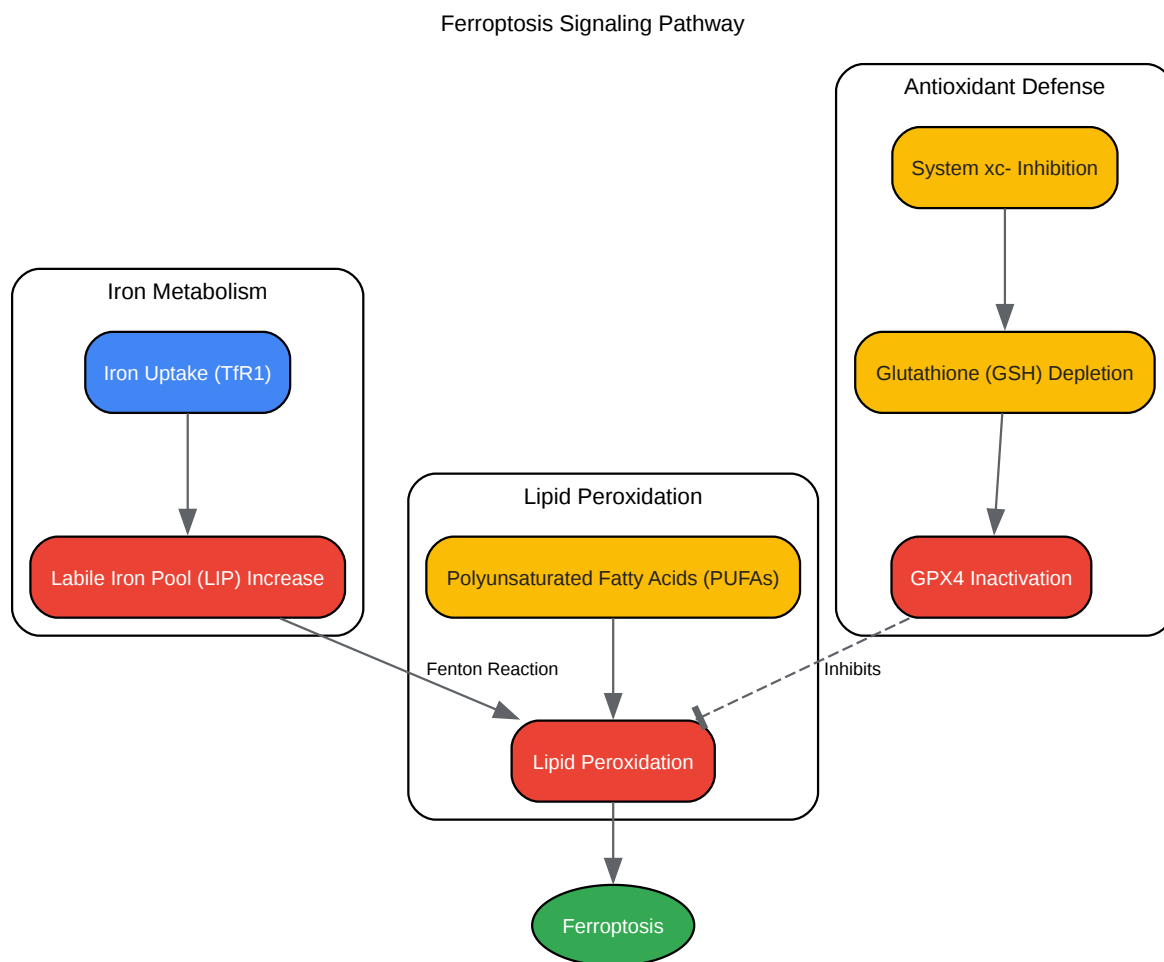 Ferroptosis Signaling Pathway
Antioxidant Defense
System xc- Inhibition
Iron Metabolism
Iron Uptake (TfR1)
Glutathione (GSH) Depletion
Lipid Peroxidation
Labile Iron Pool (LIP) Increase
Polyunsaturated Fatty Acids (PUFAs)
GPX4 Inactivation
Fenton Reaction
Inhibits
Lipid Peroxidation
Ferroptosis